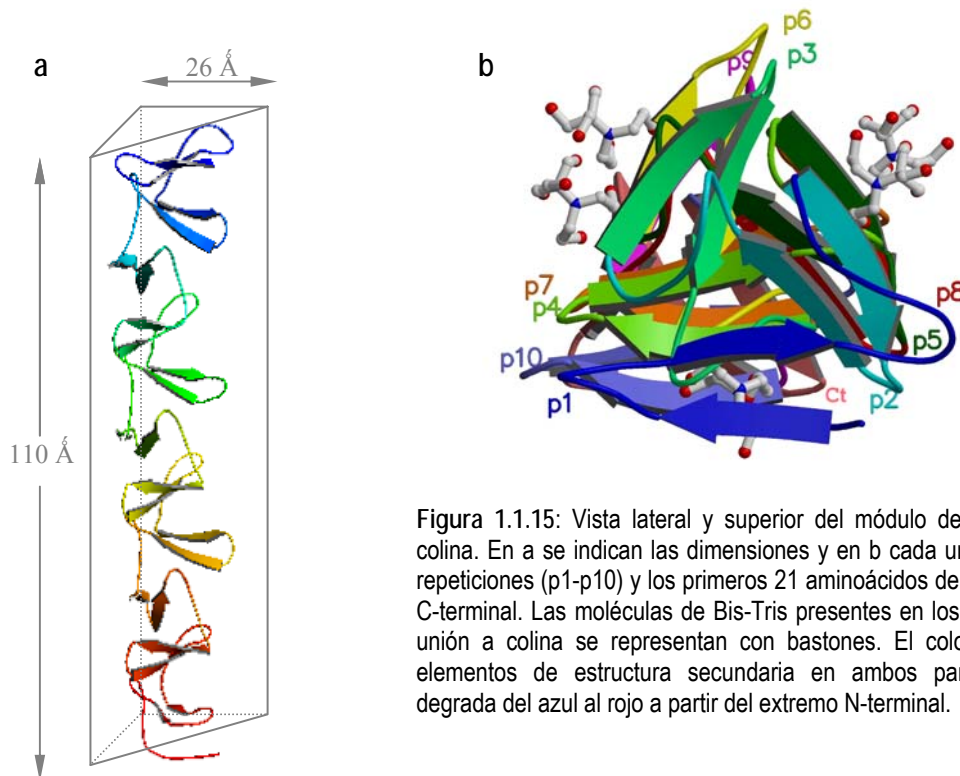 a
26 Å
110 Å
b
p6
p9
p3
p7
p4
p10
p1
p8
p5
p2
Ct
Figura 1.1.15: Vista lateral y superior del módulo de
colina. En a se indican las dimensiones y en b cada un
repeticiones (p1-p10) y los primeros 21 aminoácidos de
C-terminal. Las moléculas de Bis-Tris presentes en los
unión a colina se representan con bastones. El colo
elementos de estructura secundaria en ambos par
degrada del azul al rojo a partir del extremo N-terminal.